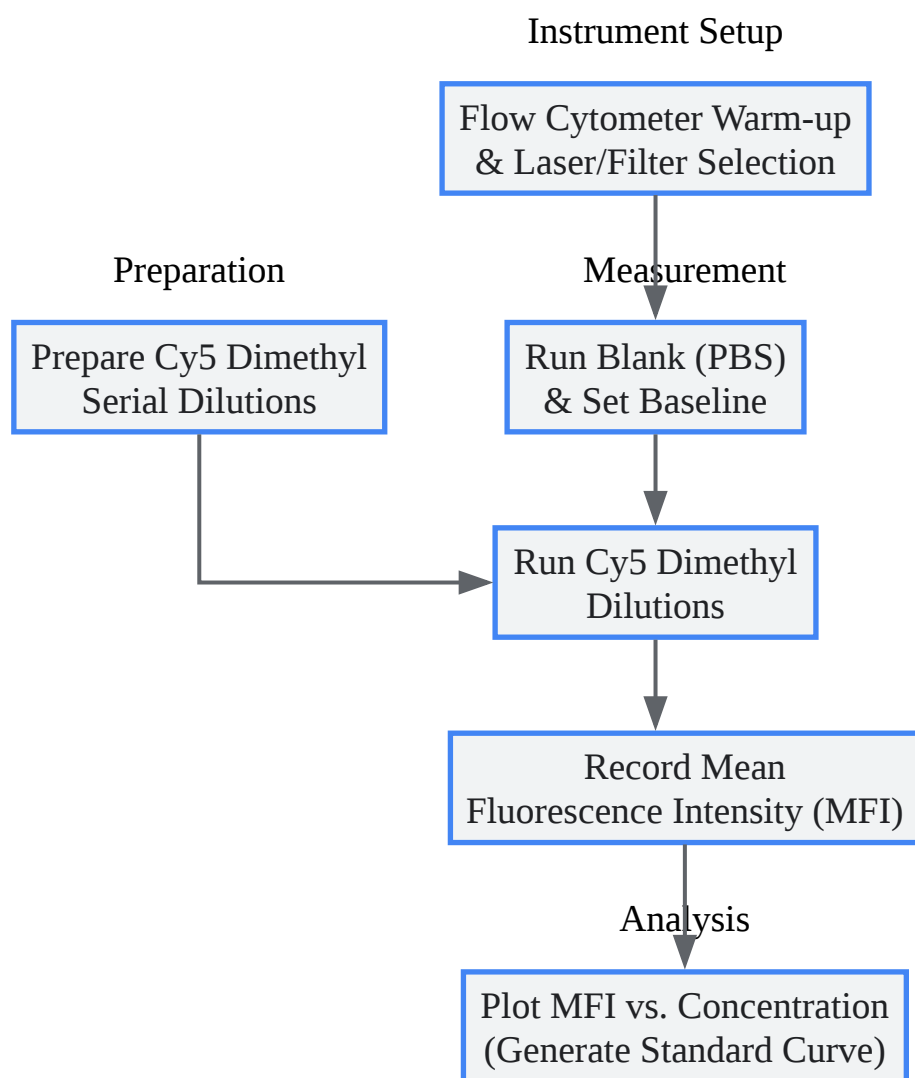 Instrument Setup
Flow Cytometer Warm-up
& Laser/Filter Selection
Preparation
Measurement
Prepare Cy5 Dimethyl
Serial Dilutions
Run Blank (PBS)
& Set Baseline
Run Cy5 Dimethyl
Dilutions
Record Mean
Fluorescence Intensity (MFI)
Analysis
Plot MFI vs. Concentration
(Generate Standard Curve)